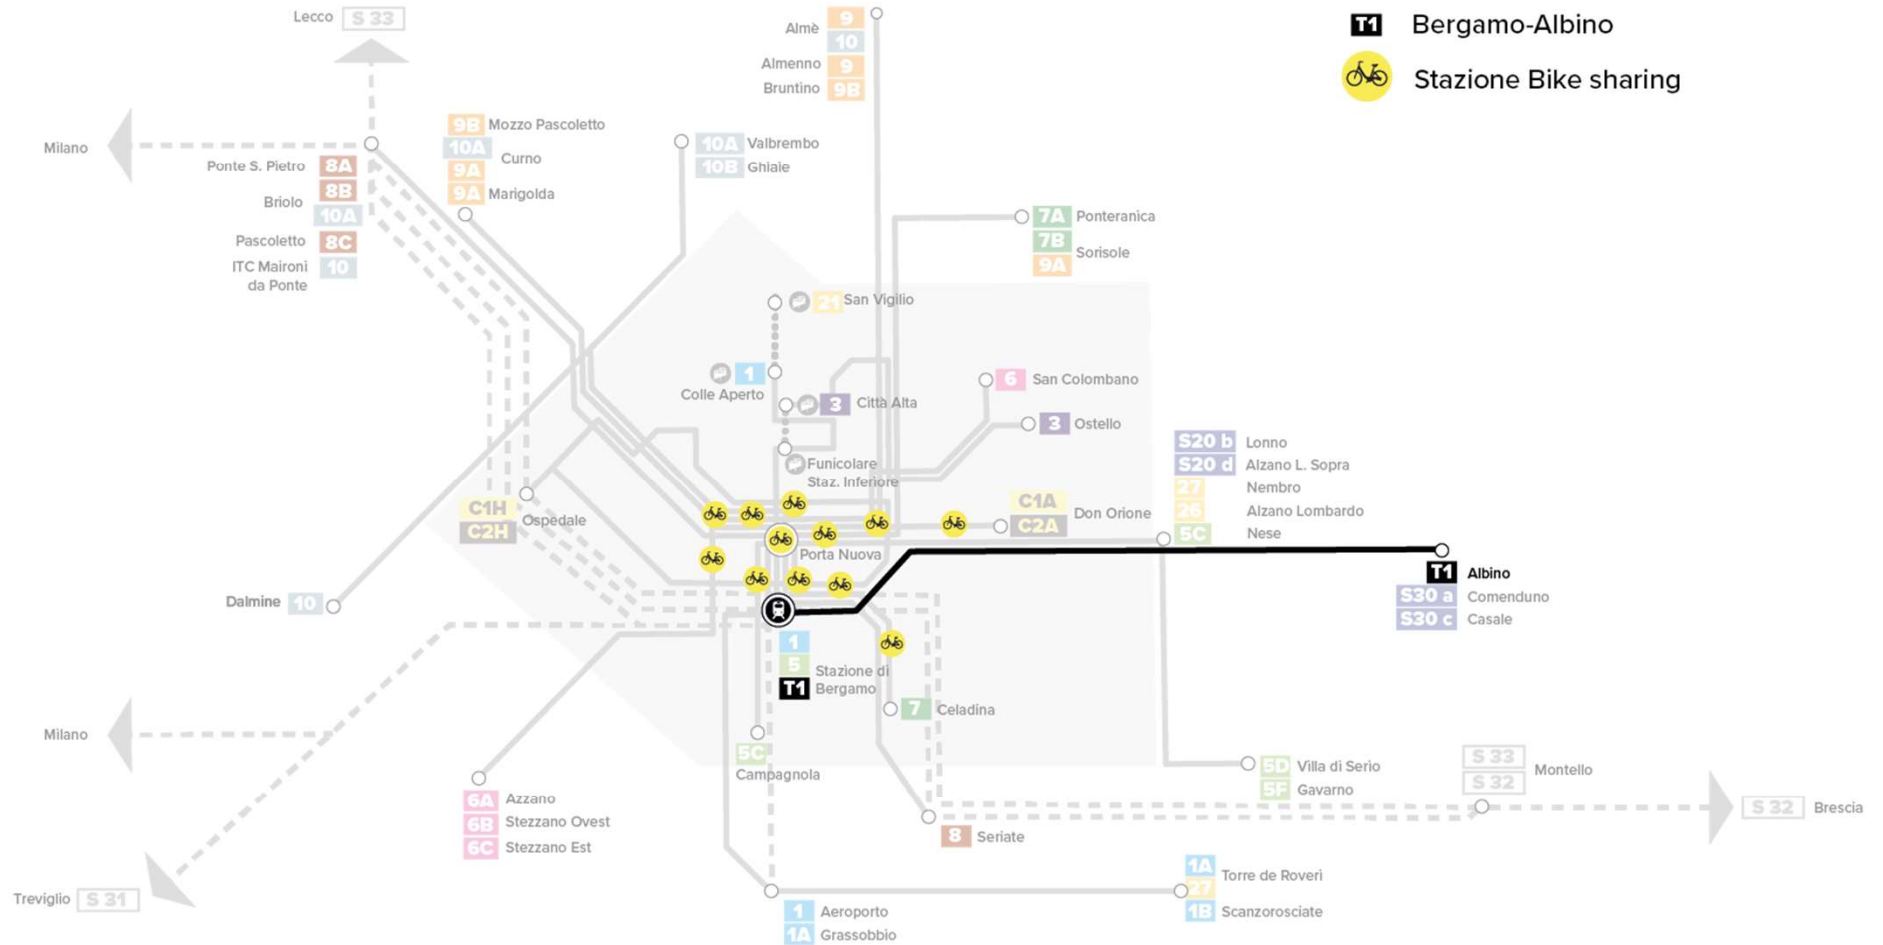 Lecco S 33
Almè 9
10
Almenno 9
Bruntino 9B
T1 Bergamo-Albino
Stazione Bike sharing
Milano
Ponte S. Pietro 8A
8B
Briolo
10A
Pascoletto 8C
ITC Maironi 10
da Ponte
9B Mozzo Pascoletto
10A
Curno
9A
9A Marigolda
10A Valbrembo
10B Ghiaie
7A Ponteranica
7B
Sorisole
9A
21 San Vigilio
1
Colle Aperto
3 Città Alta
6 San Colombano
3 Ostello
Funicolare
Staz. Inferiore
S20 b Lonno
S20 d Alzano L. Sopra
27 Nembro
26 Alzano Lombardo
5C Nese
C1H
Ospedale
C2H
C1A
Don Orione
C2A
Porta Nuova
T1 Albino
S30 a Comenduno
S30 c Casale
Dalmine 10
1
5 Stazione di
T1 Bergamo
7 Celadina
Milano
5C
Campagnola
5D Villa di Serio
5F Gavarno
S 33
Montello
S 32
S 32 Brescia
6A Azzano
6B Stezzano Ovest
6C Stezzano Est
8 Seriate
Treviglio S 31
1A
Torre de Roveri
27
1B Scanzorosciate
1 Aeroporto
1A Grassobbio